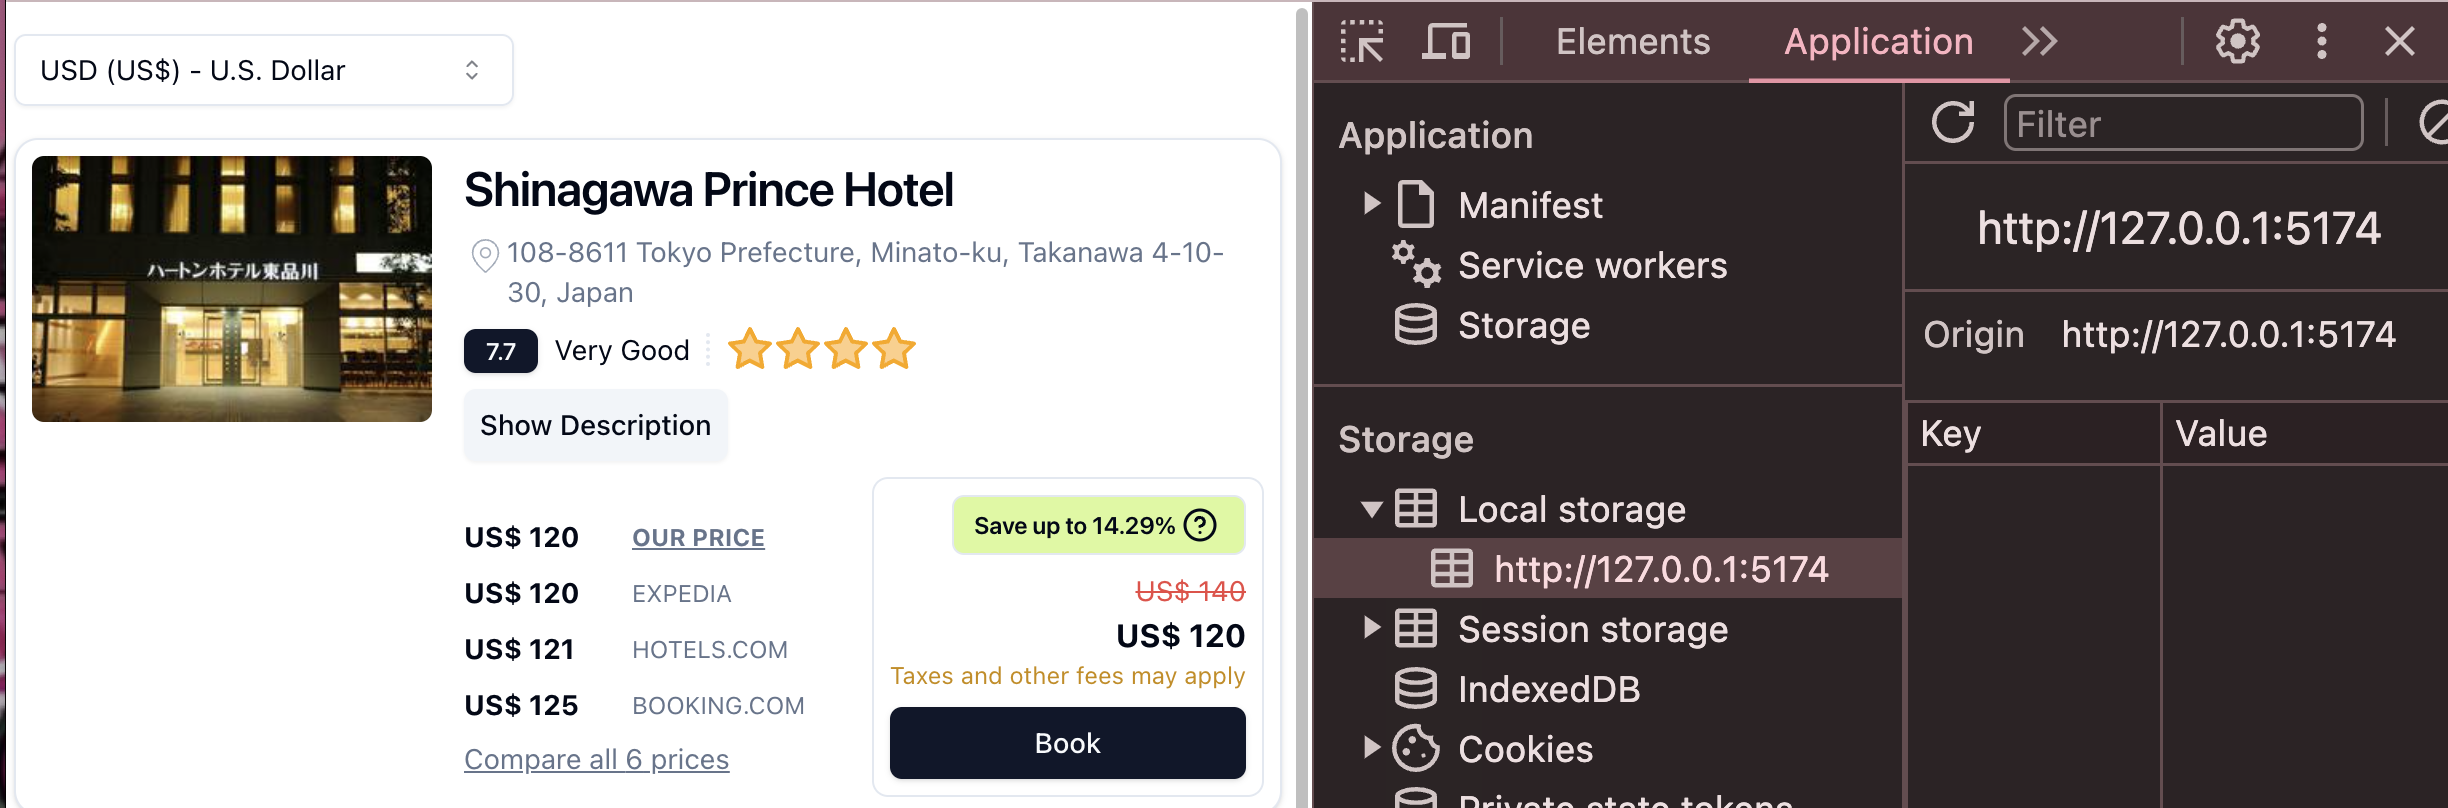 USD (US$) - U.S. Dollar
ハートンホテル東品川
Shinagawa Prince Hotel
108-8611 Tokyo Prefecture, Minato-ku, Takanawa 4-10-
30, Japan
7.7 Very Good
Show Description
US$ 120 OUR PRICE
US$ 120 EXPEDIA
US$ 121 HOTELS.COM
US$ 125 BOOKING.COM
Compare all 6 prices
Save up to 14.29% ?
US$ 140
US$ 120
Taxes and other fees may apply
Book
Elements Application
Application
Manifest
Service workers
Storage
Storage
Local storage
http://127.0.0.1:5174
Session storage
IndexedDB
Cookies
Private state tokens
Filter
http://127.0.0.1:5174
Origin http://127.0.0.1:5174
Key Value